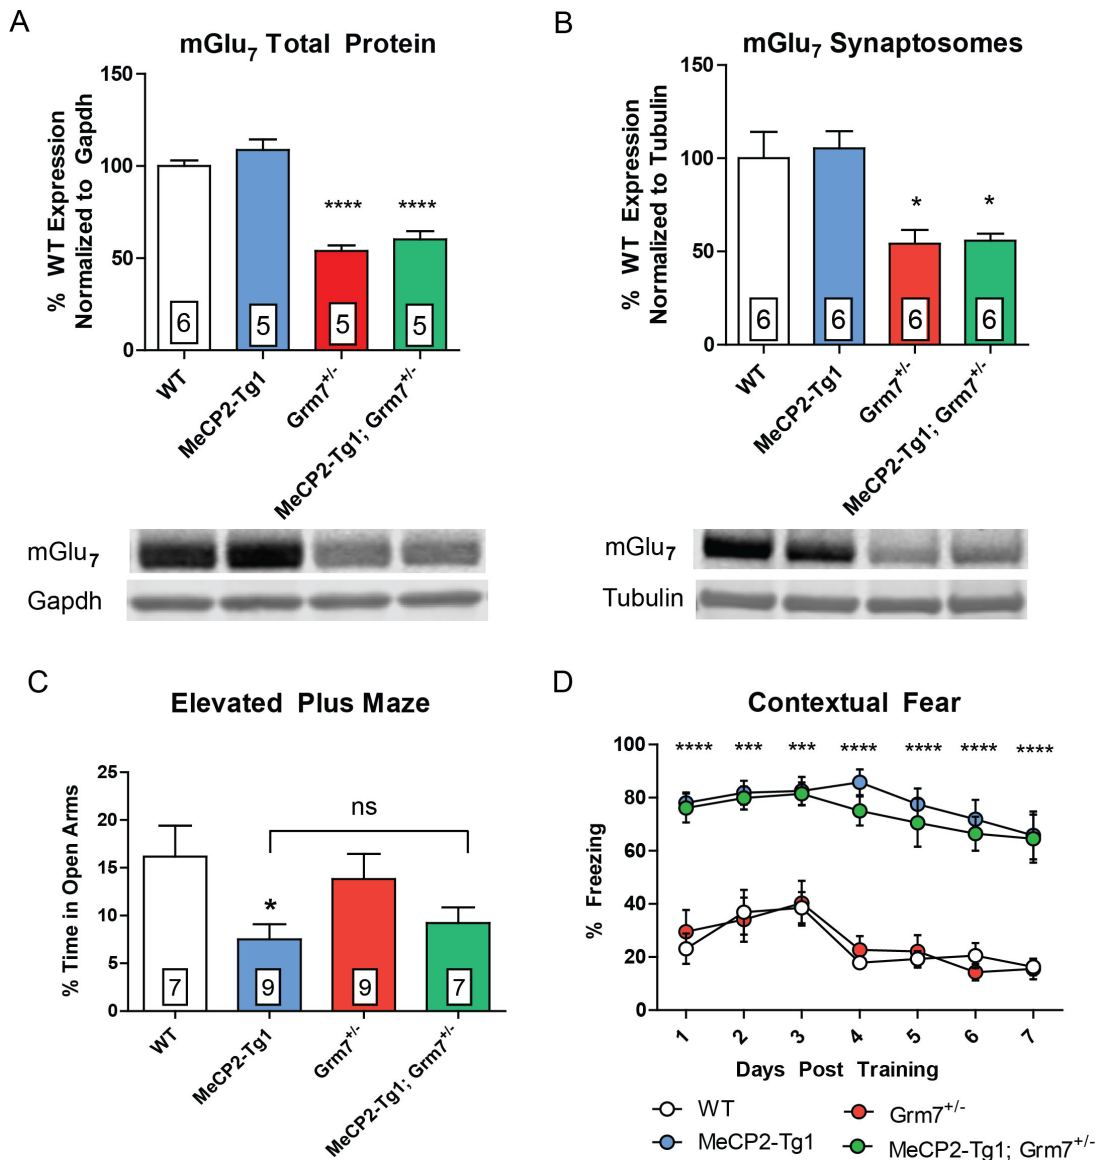 A
mGlu₇ Total Protein
% WT Expression
Normalized to Gapdh
150
100
50
0
****
****
6
5
5
5
WT
MeCP2-Tg1
Grm7⁺/⁻
MeCP2-Tg1; Grm7⁺/⁻
mGlu₇
Gapdh
B
mGlu₇ Synaptosomes
% WT Expression
Normalized to Tubulin
150
100
50
0
*
*
6
6
6
6
WT
MeCP2-Tg1
Grm7⁺/⁻
MeCP2-Tg1; Grm7⁺/⁻
mGlu₇
Tubulin
C
Elevated Plus Maze
% Time in Open Arms
25
20
15
10
5
0
ns
*
7
9
9
7
WT
MeCP2-Tg1
Grm7⁺/⁻
MeCP2-Tg1; Grm7⁺/⁻
D
Contextual Fear
% Freezing
100
80
60
40
20
0
**** *** *** **** **** **** ****
1 2 3 4 5 6 7
Days Post Training
WT
Grm7⁺/⁻
MeCP2-Tg1
MeCP2-Tg1; Grm7⁺/⁻